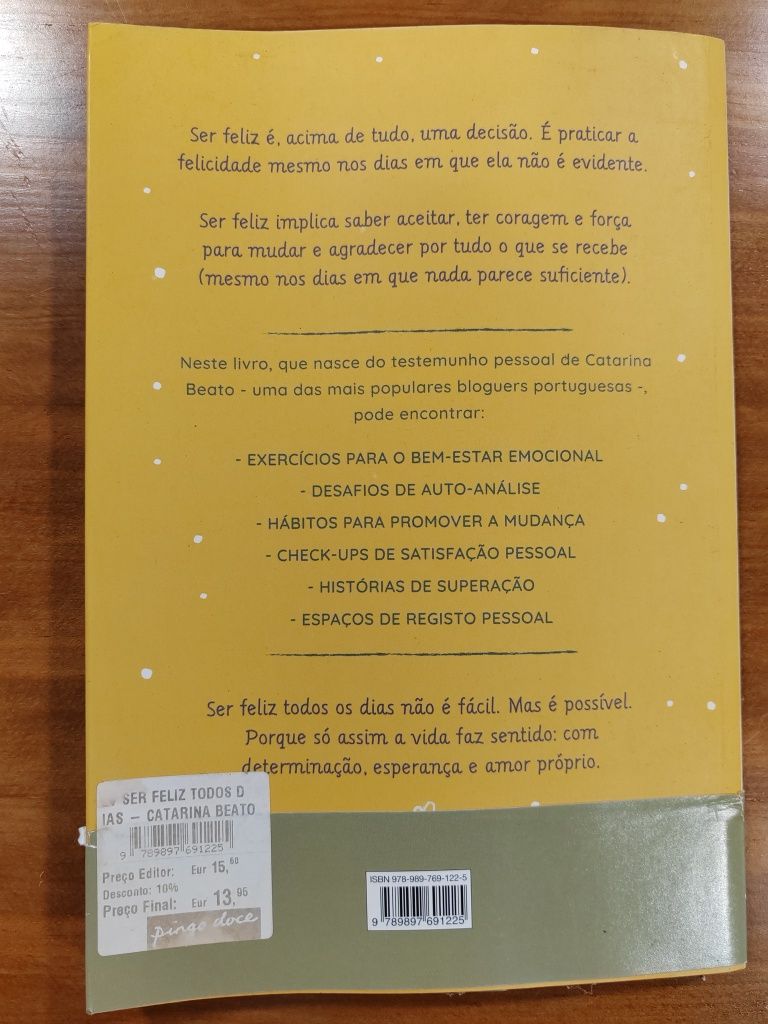 Ser feliz é, acima de tudo, uma decisão. É praticar a
felicidade mesmo nos dias em que ela não é evidente.
Ser feliz implica saber aceitar, ter coragem e força
para mudar e agradecer por tudo o que se recebe
(mesmo nos dias em que nada parece suficiente).
Neste livro, que nasce do testemunho pessoal de Catarina
Beato - uma das mais populares bloguers portuguesas -,
pode encontrar:
- EXERCÍCIOS PARA O BEM-ESTAR EMOCIONAL
- DESAFIOS DE AUTO-ANÁLISE
- HÁBITOS PARA PROMOVER A MUDANÇA
- CHECK-UPS DE SATISFAÇÃO PESSOAL
- HISTÓRIAS DE SUPERAÇÃO
- ESPAÇOS DE REGISTO PESSOAL
Ser feliz todos os dias não é fácil. Mas é possível.
Porque só assim a vida faz sentido: com
determinação, esperança e amor próprio.
SER FELIZ TODOS D
IAS – CATARINA BEATO
9 789897 691225
Preço Editor: Eur 15,50
Desconto: 10%
Preço Final: Eur 13,95
pingo doce
ISBN 978-989-769-122-5
9 789897 691225